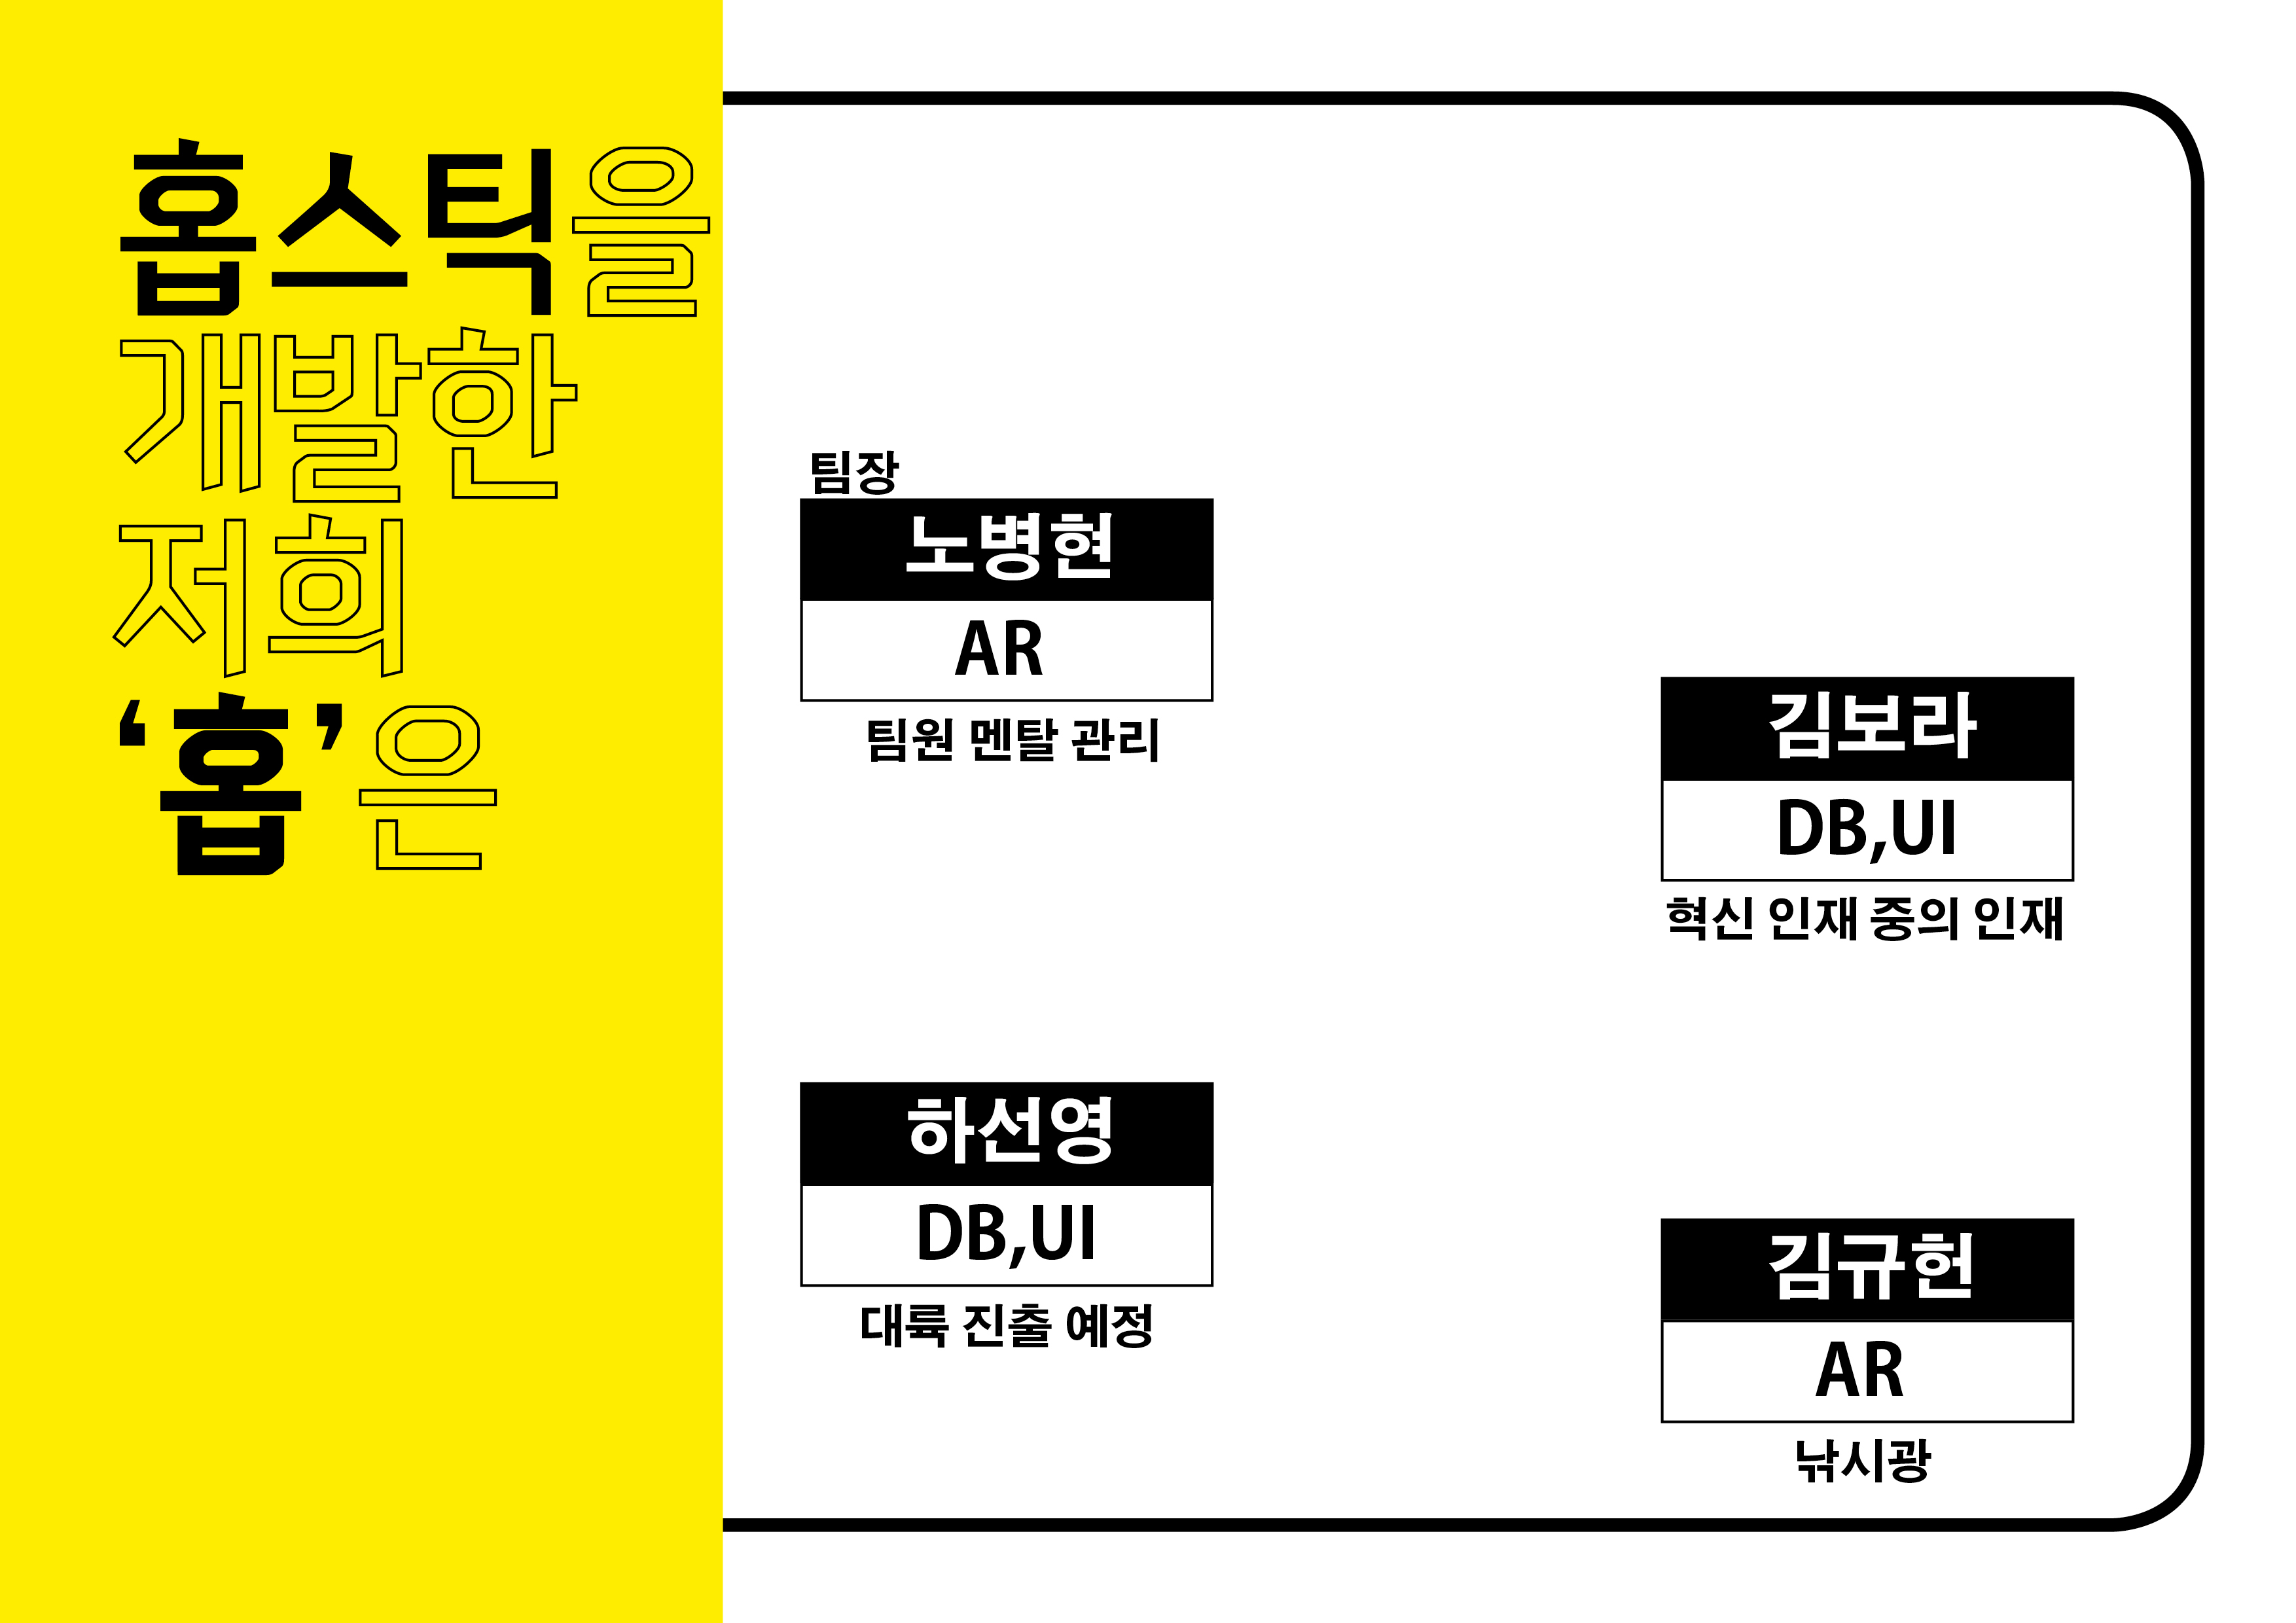 홉스틱을
개발한
저희
‘홉’은
팀장
노병현
AR
팀원 멘탈 관리
김보라
DB,UI
혁신 인재 중의 인재
하선영
DB,UI
대륙 진출 예정
김규헌
AR
낚시광